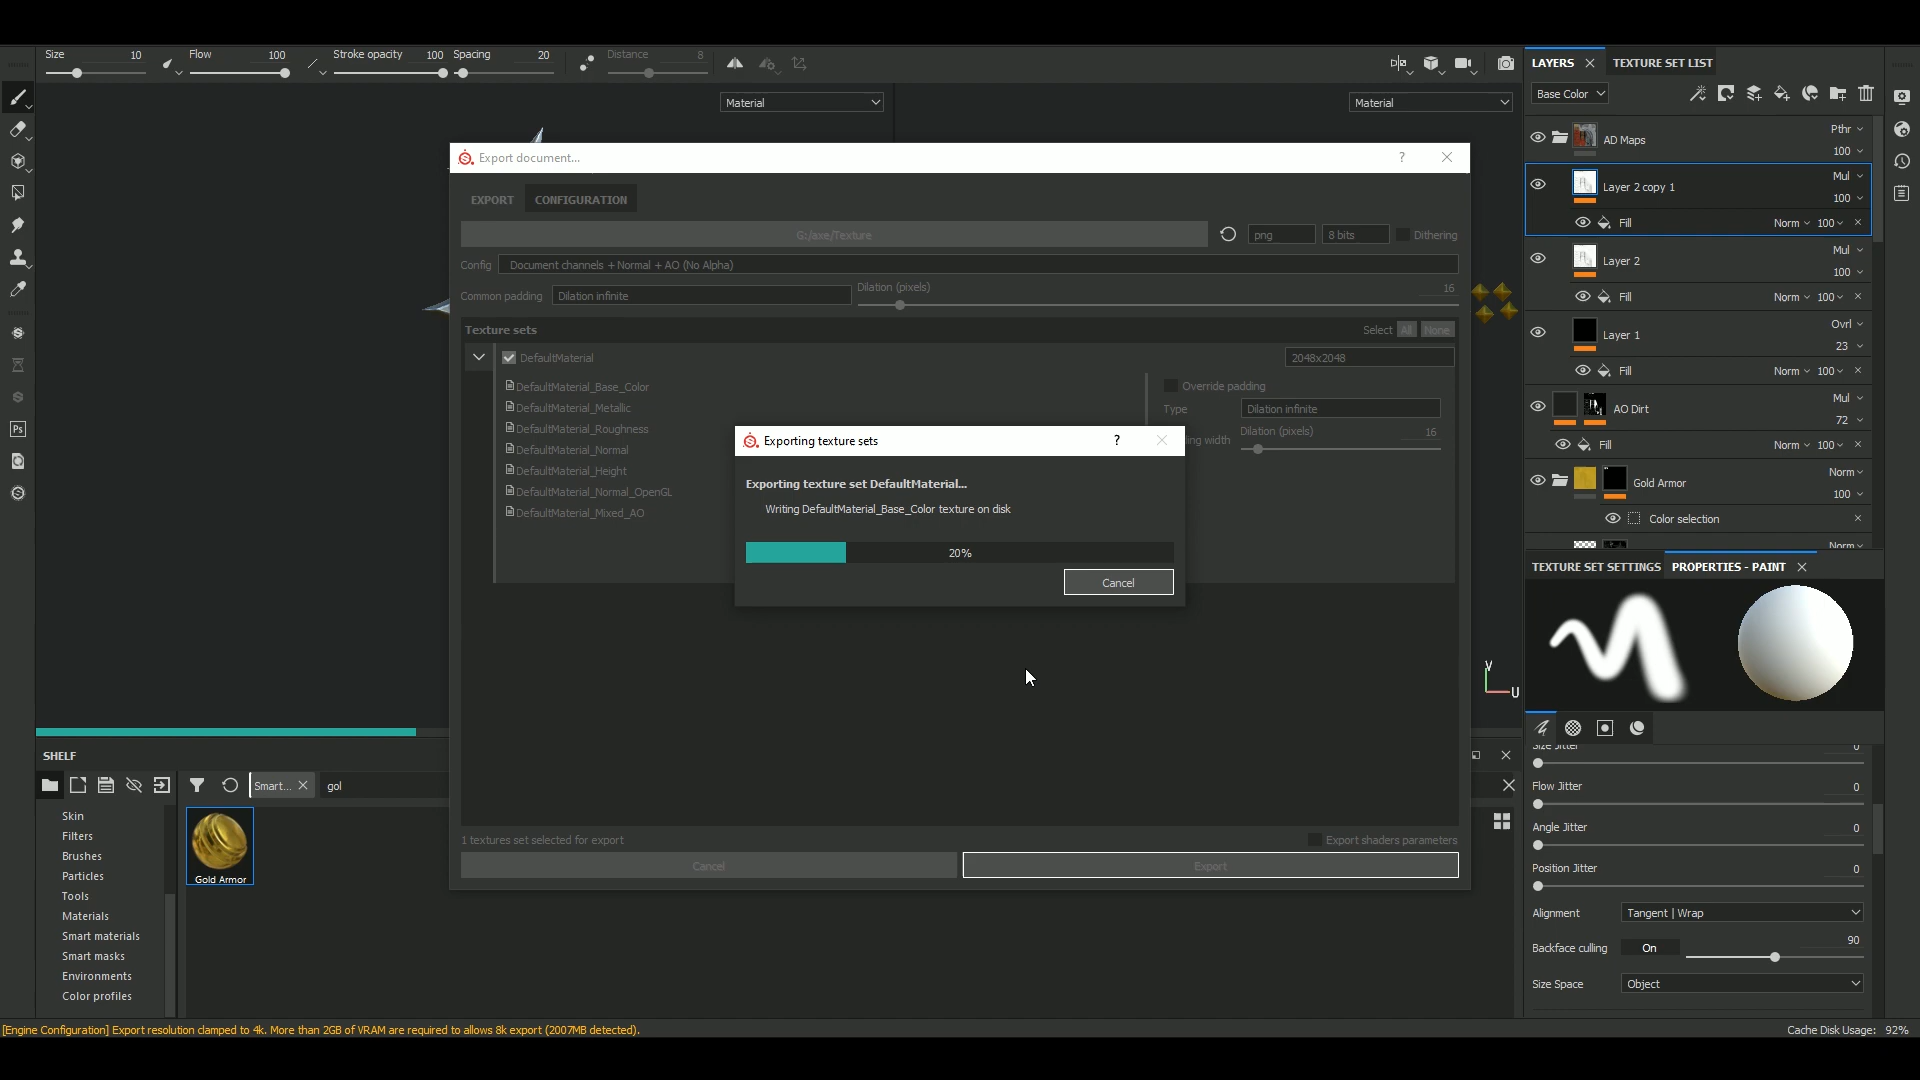 Size 10 Flow 100 Stroke opacity 100 Spacing 20 Distance 8
Material
Material
LAYERS TEXTURE SET LIST
Base Color
AD Maps Pthr
100
Layer 2 copy 1 Mul
100
Fill Norm 100
Layer 2 Mul
100
Fill Norm 100
Layer 1 Ovrl
23
Fill Norm 100
AO Dirt Mul
72
Fill Norm 100
Gold Armor Norm
100
Color selection
Norm
Export document... ?
EXPORT CONFIGURATION
G:/axe/Texture png 8 bits Dithering
Config Document channels + Normal + AO (No Alpha)
Common padding Dilation infinite Dilation (pixels) 16
Texture sets Select All None
DefaultMaterial 2048x2048
DefaultMaterial_Base_Color
DefaultMaterial_Metallic
DefaultMaterial_Roughness
DefaultMaterial_Normal
DefaultMaterial_Height
DefaultMaterial_Normal_OpenGL
DefaultMaterial_Mixed_AO
Override padding
Type Dilation infinite
ing width Dilation (pixels) 16
Exporting texture sets ?
Exporting texture set DefaultMaterial...
Writing DefaultMaterial_Base_Color texture on disk
20%
Cancel
1 textures set selected for export Export shaders parameters
Cancel Export
V
U
TEXTURE SET SETTINGS PROPERTIES - PAINT
Size Jitter 0
Flow Jitter 0
Angle Jitter 0
Position Jitter 0
Alignment Tangent | Wrap
Backface culling On 90
Size Space Object
SHELF
Smart... gol
Skin
Filters
Brushes
Particles
Tools
Materials
Smart materials
Smart masks
Environments
Color profiles
Gold Armor
Ps
[Engine Configuration] Export resolution clamped to 4k. More than 2GB of VRAM are required to allows 8k export (2007MB detected).
Cache Disk Usage: 92%